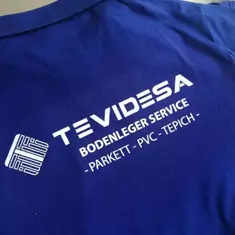 TEVIDESA
BODENLEGER SERVICE
- PARKETT - PVC - TEPICH -